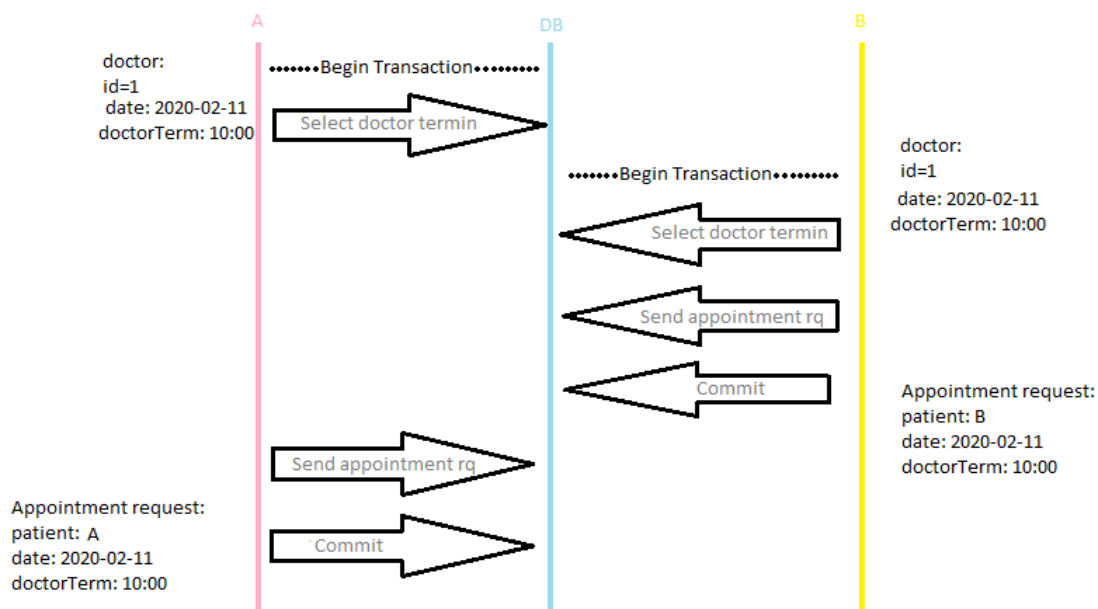 A
DB
B
doctor:
id=1
date: 2020-02-11
doctorTerm: 10:00
Begin Transaction
Select doctor termin
doctor:
id=1
date: 2020-02-11
doctorTerm: 10:00
Begin Transaction
Select doctor termin
Send appointment rq
Commit
Appointment request:
patient: B
date: 2020-02-11
doctorTerm: 10:00
Send appointment rq
Appointment request:
patient: A
date: 2020-02-11
doctorTerm: 10:00
Commit